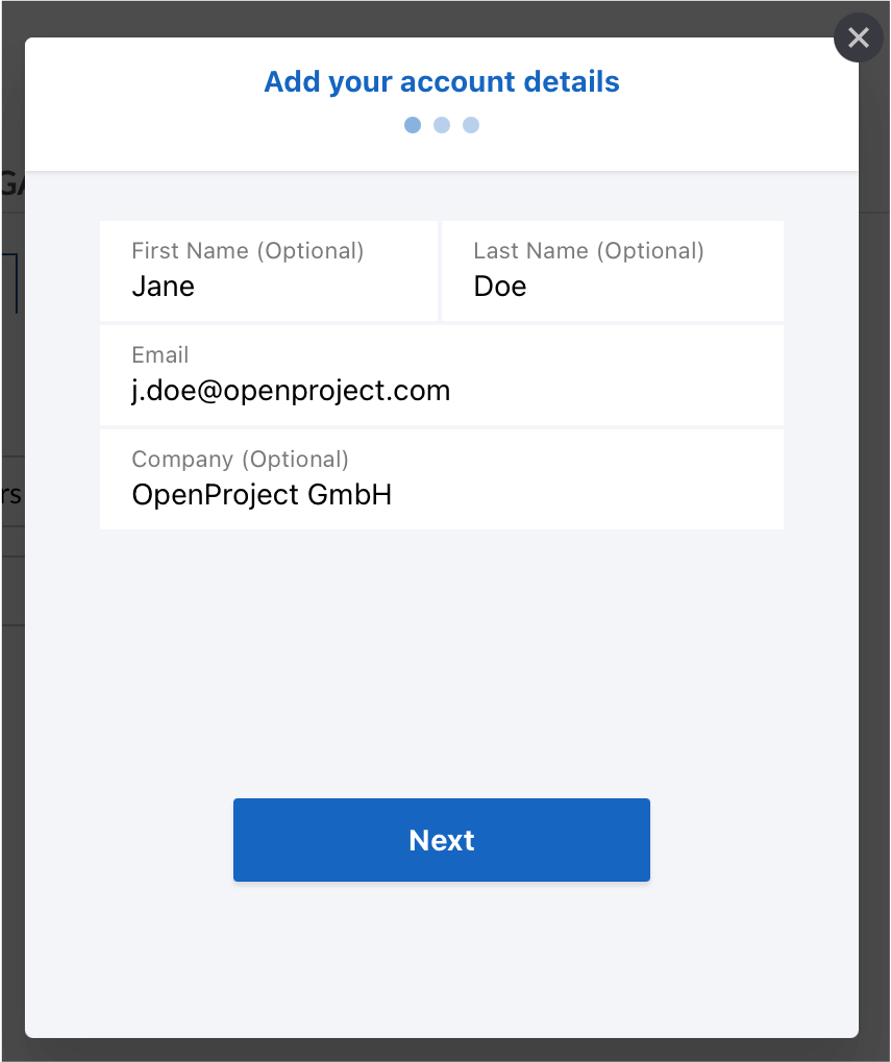 Add your account details
First Name (Optional)
Jane
Last Name (Optional)
Doe
Email
j.doe@openproject.com
Company (Optional)
OpenProject GmbH
Next